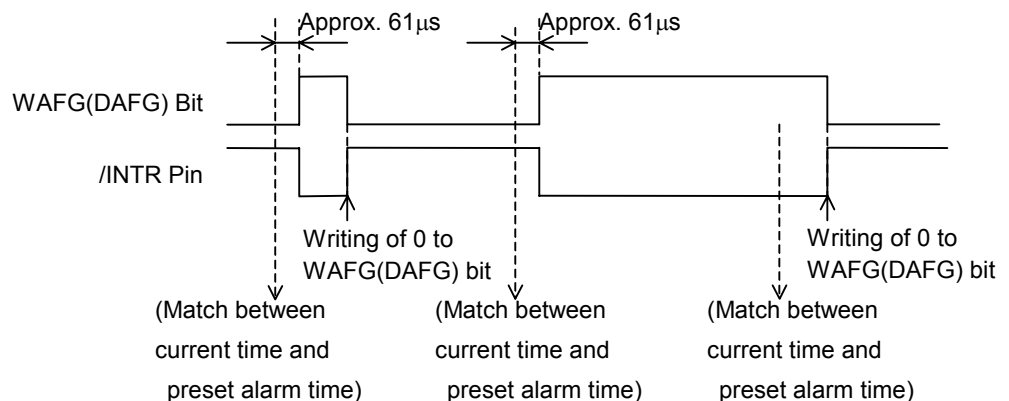 Approx. 61μs
Approx. 61μs
WAFG(DAFG) Bit
/INTR Pin
Writing of 0 to
WAFG(DAFG) bit
Writing of 0 to
WAFG(DAFG) bit
(Match between
current time and
preset alarm time)
(Match between
current time and
preset alarm time)
(Match between
current time and
preset alarm time)